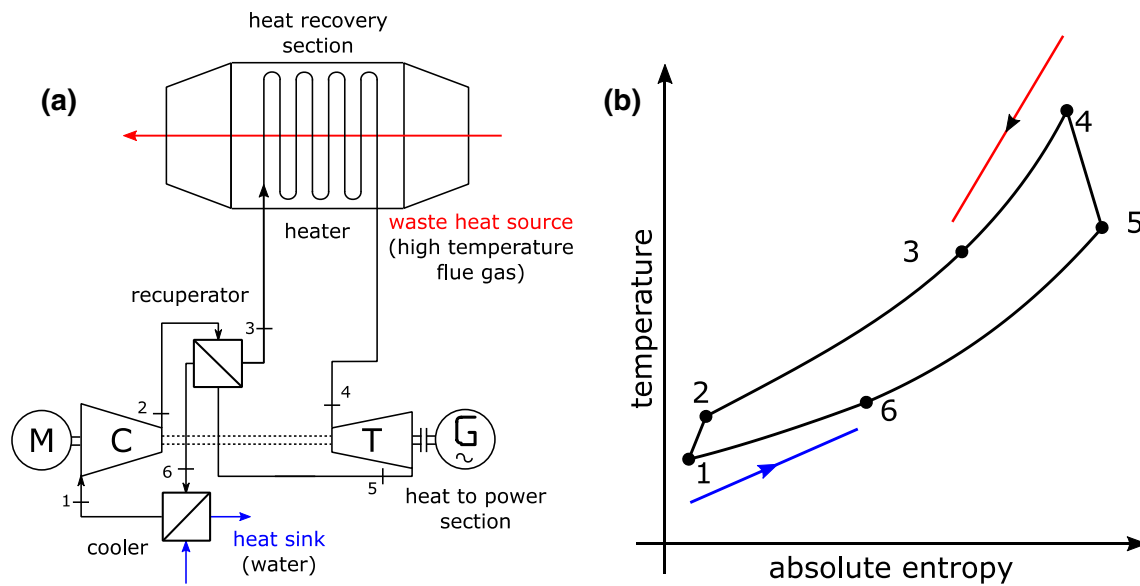 (a)
heat recovery
section
heater
waste heat source
(high temperature
flue gas)
recuperator
3
2
4
M
C
T
G
~
6
5
1
heat to power
section
cooler
heat sink
(water)
(b)
temperature
4
3
5
2
6
1
absolute entropy